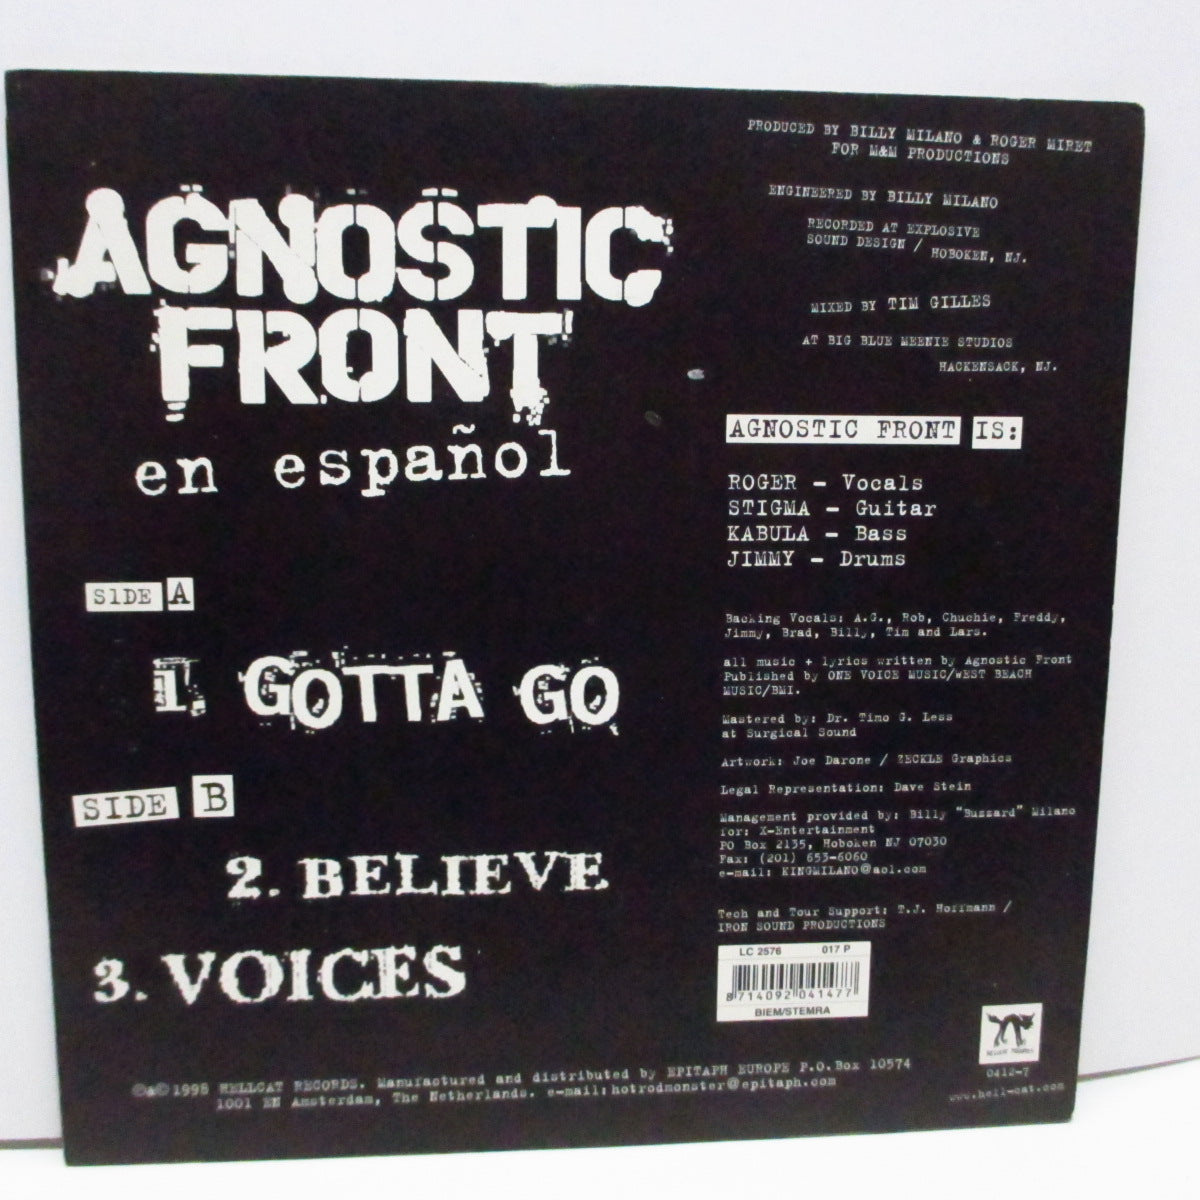 AGNOSTIC
FRONT
en español
SIDE A
1. GOTTA GO
SIDE B
2. BELIEVE
3. VOICES
PRODUCED BY BILLY MILANO & ROGER MIRET
FOR M&M PRODUCTIONS
ENGINEERED BY BILLY MILANO
RECORDED AT EXPLOSIVE
SOUND DESIGN / HOBOKEN, NJ.
MIXED BY TIM GILLES
AT BIG BLUE MEENIE STUDIOS
HACKENSACK, NJ.
AGNOSTIC FRONT IS:
ROGER – Vocals
STIGMA – Guitar
KABULA – Bass
JIMMY – Drums
Backing Vocals: A.G., Rob, Chuchie, Freddy,
Jimmy, Brad, Billy, Tim and Lars.
all music + lyrics written by Agnostic Front
Published by ONE VOICE MUSIC/wEST BEACH
MUSIC/BMI.
Mastered by: Dr. Timo G. Less
at Surgical Sound
Artwork: Joe Darone / ZECKLE Graphics
Legal Representation: Dave Stein
Management provided by: Billy "Buzzard" Milano
for: X-Entertainment
PO Box 2135, Hoboken NJ 07030
Fax: (201) 653-6060
e-mail: KINGMILANO@aol.com
Tech and Tour Support: T.J. Hoffmann /
IRON SOUND PRODUCTIONS
LC 2576 017 P
8 714092 041477
BIEM/STEMRA
HELLCAT RECORDS
0412-7
www.hell-cat.com
1998 HELLCAT RECORDS. Manufactured and distributed by EPITAPH EUROPE P.O.Box 10574
1001 EN Amsterdam, The Netherlands. e-mail:hotrodmonster@epitaph.com